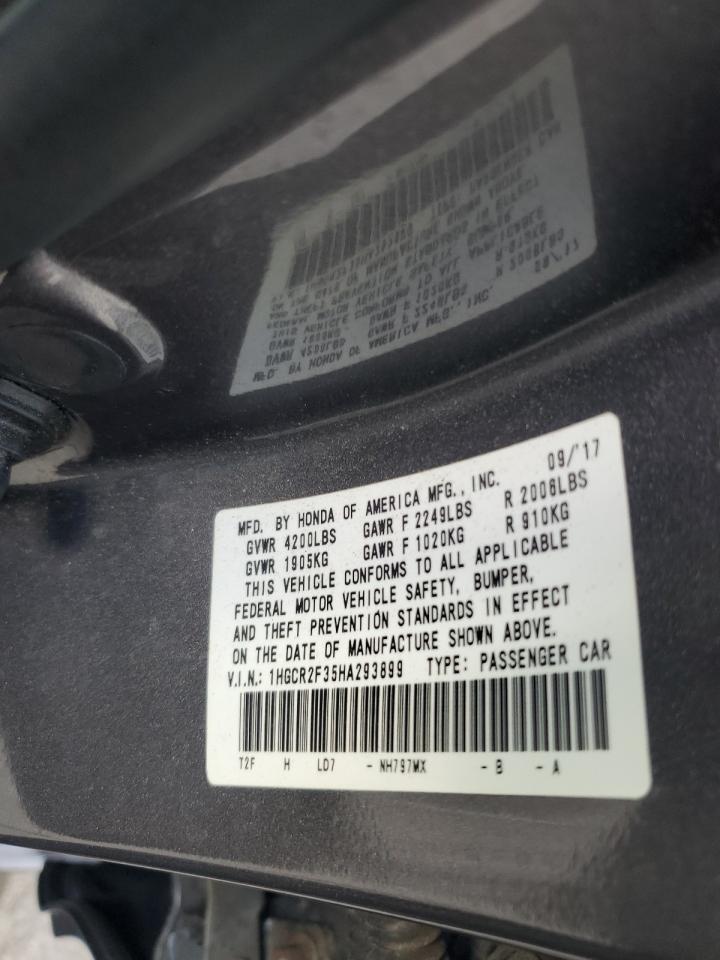 MFD. BY HONDA OF AMERICA MFG., INC. 09/'17
GVWR 4200LBS GAWR F 2249LBS R 2006LBS
GVWR 1905KG GAWR F 1020KG R 910KG
THIS VEHICLE CONFORMS TO ALL APPLICABLE
FEDERAL MOTOR VEHICLE SAFETY, BUMPER,
AND THEFT PREVENTION STANDARDS IN EFFECT
ON THE DATE OF MANUFACTURE SHOWN ABOVE.
V.I.N.: 1HGCR2F35HA293899 TYPE: PASSENGER CAR
T2F H LD7 - NH797MX - B - A